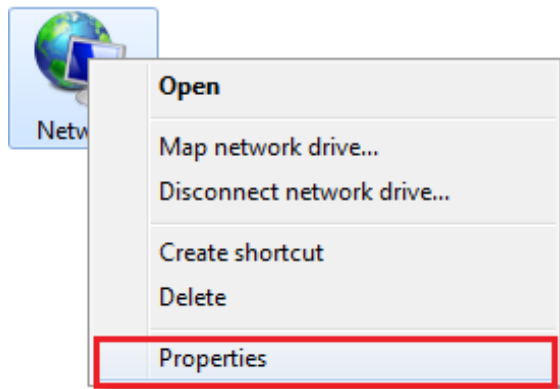 Netw
Open
Map network drive...
Disconnect network drive...
Create shortcut
Delete
Properties